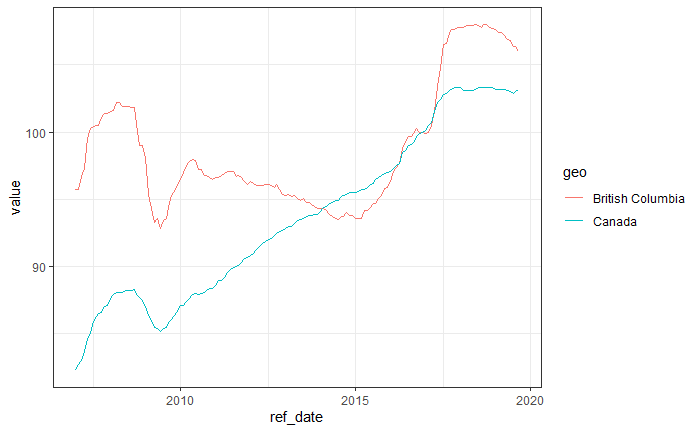 100
90
value
2010
2015
2020
ref_date
geo
British Columbia
Canada